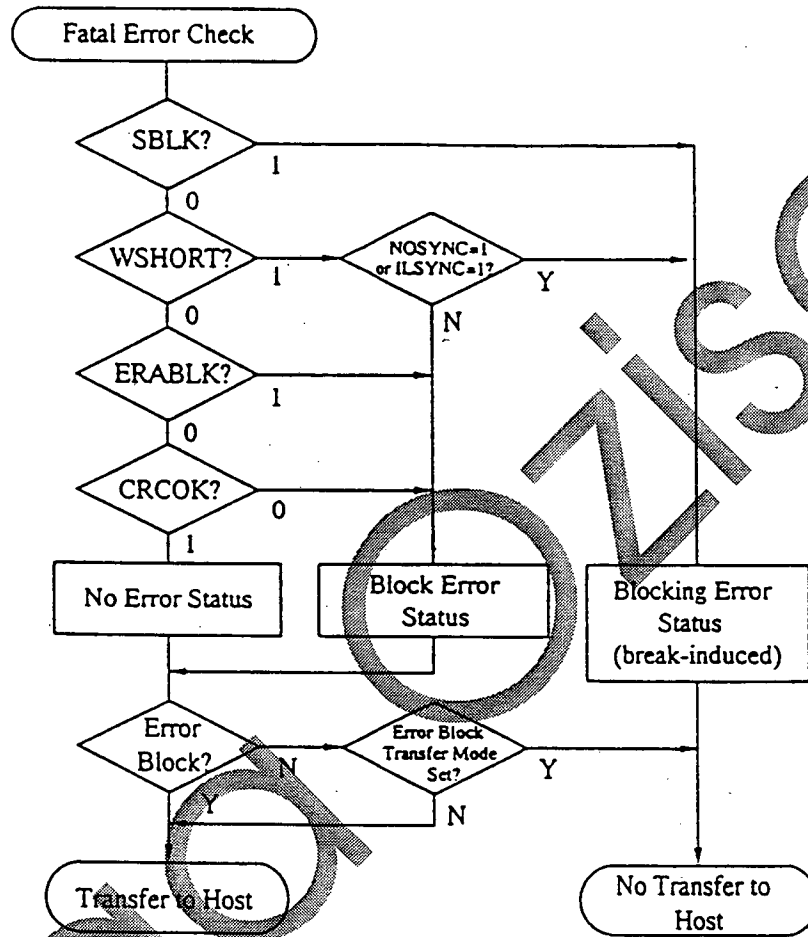 Fatal Error Check
SBLK?
1
0
WSHORT?
1
NOSYNC=1
or ILSYNC=1?
Y
0
N
ERABLK?
1
0
CRCOK?
0
1
No Error Status
Block Error
Status
Blocking Error
Status
(break-induced)
Error
Block?
N
Error Block
Transfer Mode
Set?
Y
Y
N
Transfer to Host
No Transfer to
Host